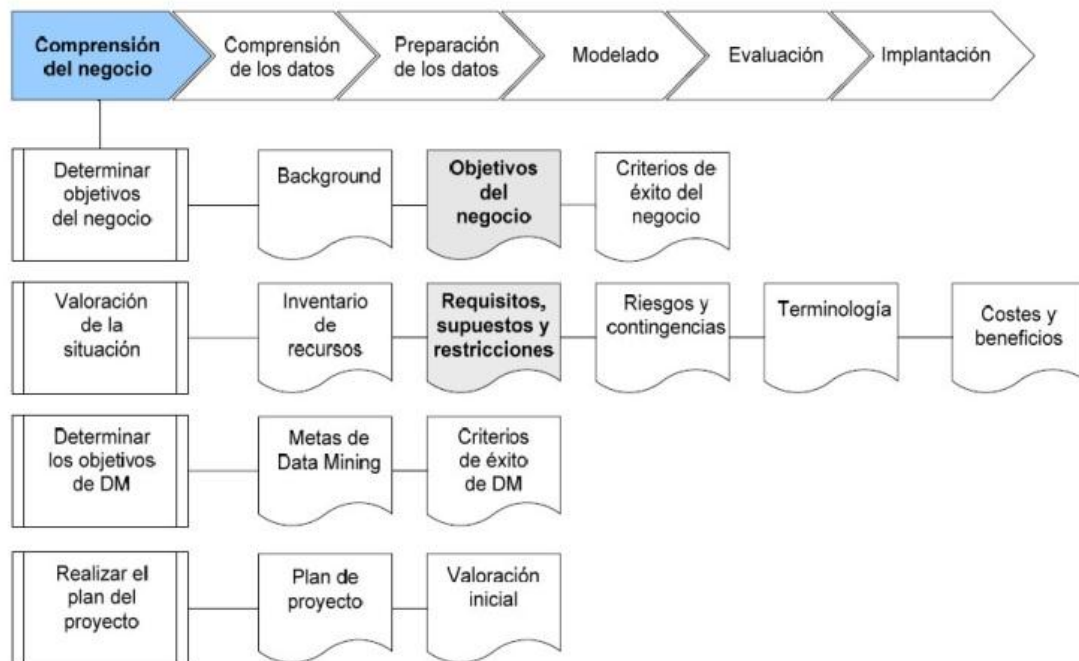 Comprensión
del negocio
Comprensión
de los datos
Preparación
de los datos
Modelado
Evaluación
Implantación
Determinar
objetivos
del negocio
Background
Objetivos
del
negocio
Criterios de
éxito del
negocio
Valoración
de la
situación
Inventario
de
recursos
Requisitos,
supuestos y
restricciones
Riesgos y
contingencias
Terminología
Costes y
beneficios
Determinar
los objetivos
de DM
Metas de
Data Mining
Criterios
de éxito
de DM
Realizar el
plan del
proyecto
Plan de
proyecto
Valoración
inicial